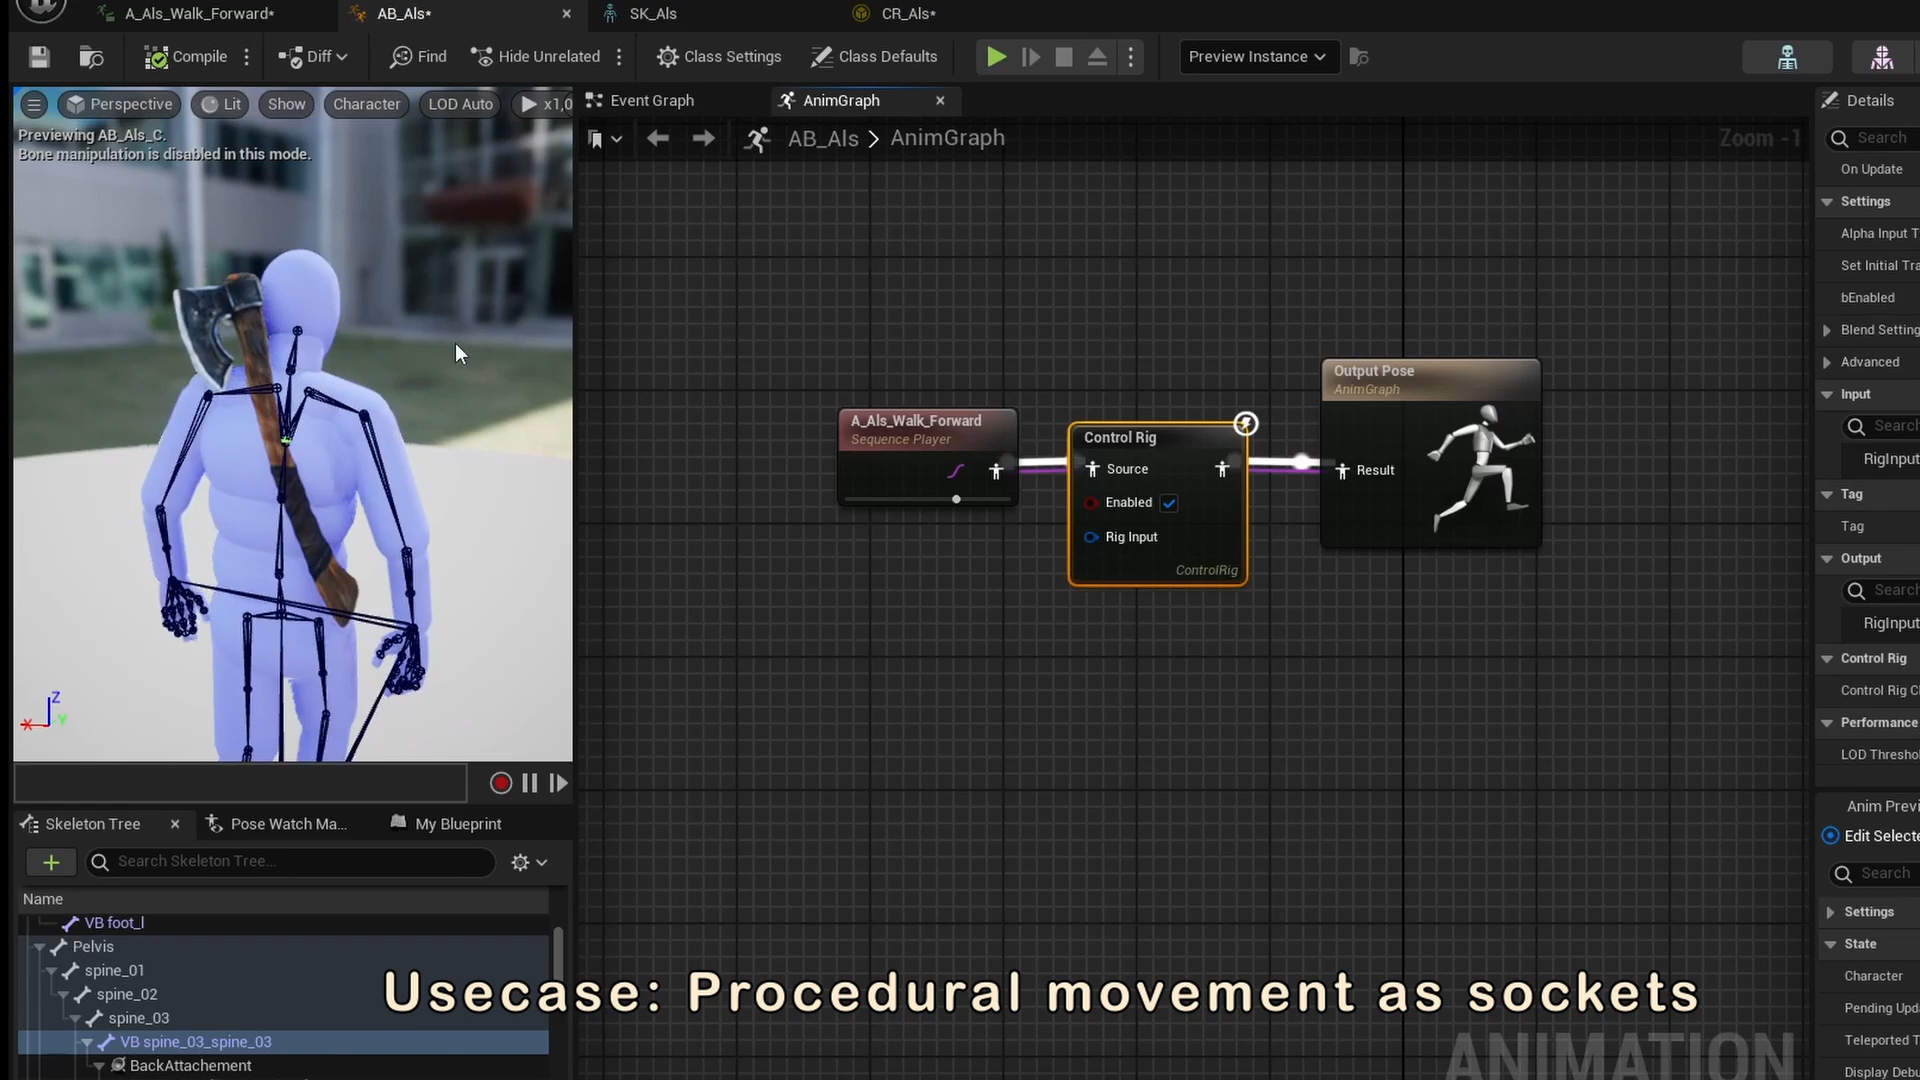 A_Als_Walk_Forward*
AB_Als*
SK_Als
CR_Als*
Compile
Diff
Find
Hide Unrelated
Class Settings
Class Defaults
Preview Instance
Perspective
Lit
Show
Character
LOD Auto
x1,0
Previewing AB_Als_C.
Bone manipulation is disabled in this mode.
Event Graph
AnimGraph
AB_Als > AnimGraph
Zoom -1
A_Als_Walk_Forward
Sequence Player
Control Rig
Source
Enabled
Rig Input
ControlRig
Output Pose
AnimGraph
Result
Z
X
Y
Skeleton Tree
Pose Watch Ma...
My Blueprint
Search Skeleton Tree...
Name
VB foot_l
Pelvis
spine_01
spine_02
spine_03
VB spine_03_spine_03
BackAttachement
Usecase: Procedural movement as sockets
ANIMATION
Details
Search
On Update
Settings
Alpha Input T
Set Initial Tra
bEnabled
Blend Setting
Advanced
Input
Search
RigInput
Tag
Tag
Output
Search
RigInput
Control Rig
Control Rig Cl
Performance
LOD Thresho
Anim Previ
Edit Selecte
Search
Settings
State
Character
Pending Upda
Teleported T
Display Debu